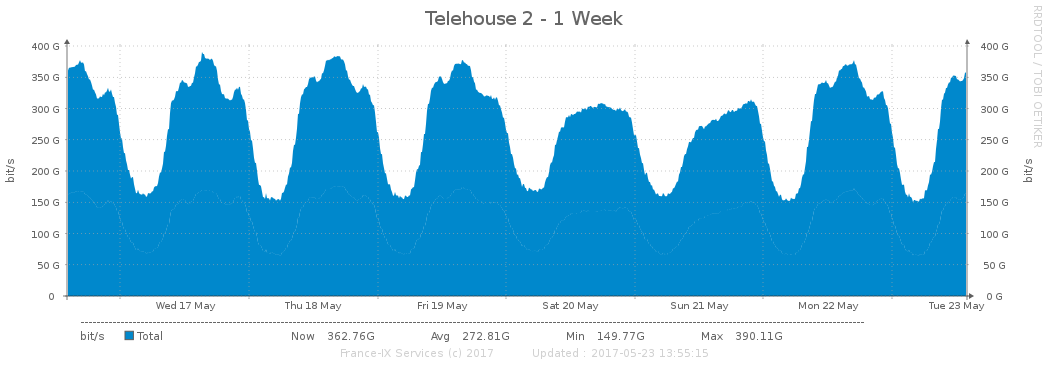 Telehouse 2 - 1 Week
RRDTOOL / TOBI OETIKER
400 G 400 G
350 G 350 G
300 G 300 G
250 G 250 G
200 G 200 G
150 G 150 G
100 G 100 G
50 G 50 G
0 0 G
bit/s bit/s
Wed 17 May Thu 18 May Fri 19 May Sat 20 May Sun 21 May Mon 22 May Tue 23 May
bit/s Total Now 362.76G Avg 272.81G Min 149.77G Max 390.11G
France-IX Services (c) 2017 Updated : 2017-05-23 13:55:15